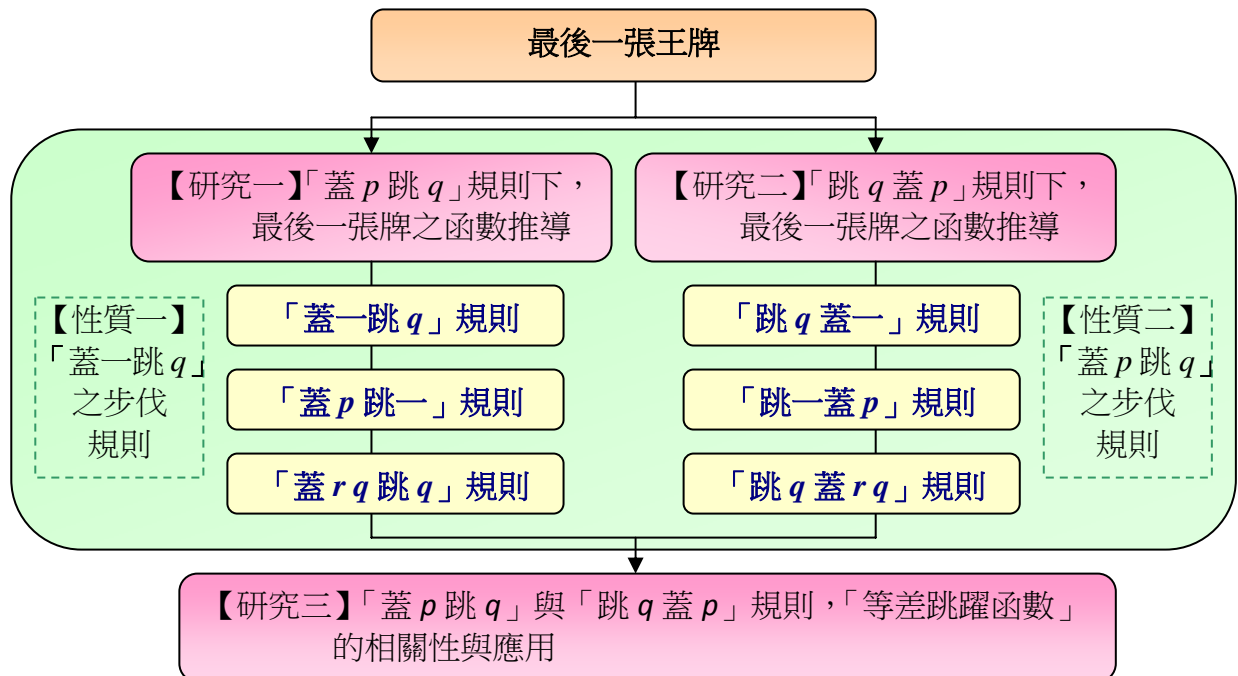 最後一張王牌
【研究一】「蓋 p 跳 q」規則下，
最後一張牌之函數推導
【研究二】「跳 q 蓋 p」規則下，
最後一張牌之函數推導
【性質一】
「蓋一跳 q」
之步伐
規則
「蓋一跳 q」規則
「蓋 p 跳一」規則
「蓋 r q 跳 q」規則
「跳 q 蓋一」規則
「跳一蓋 p」規則
「跳 q 蓋 r q」規則
【性質二】
「蓋 p 跳 q」
之步伐
規則
【研究三】「蓋 p 跳 q」與「跳 q 蓋 p」規則，「等差跳躍函數」
的相關性與應用